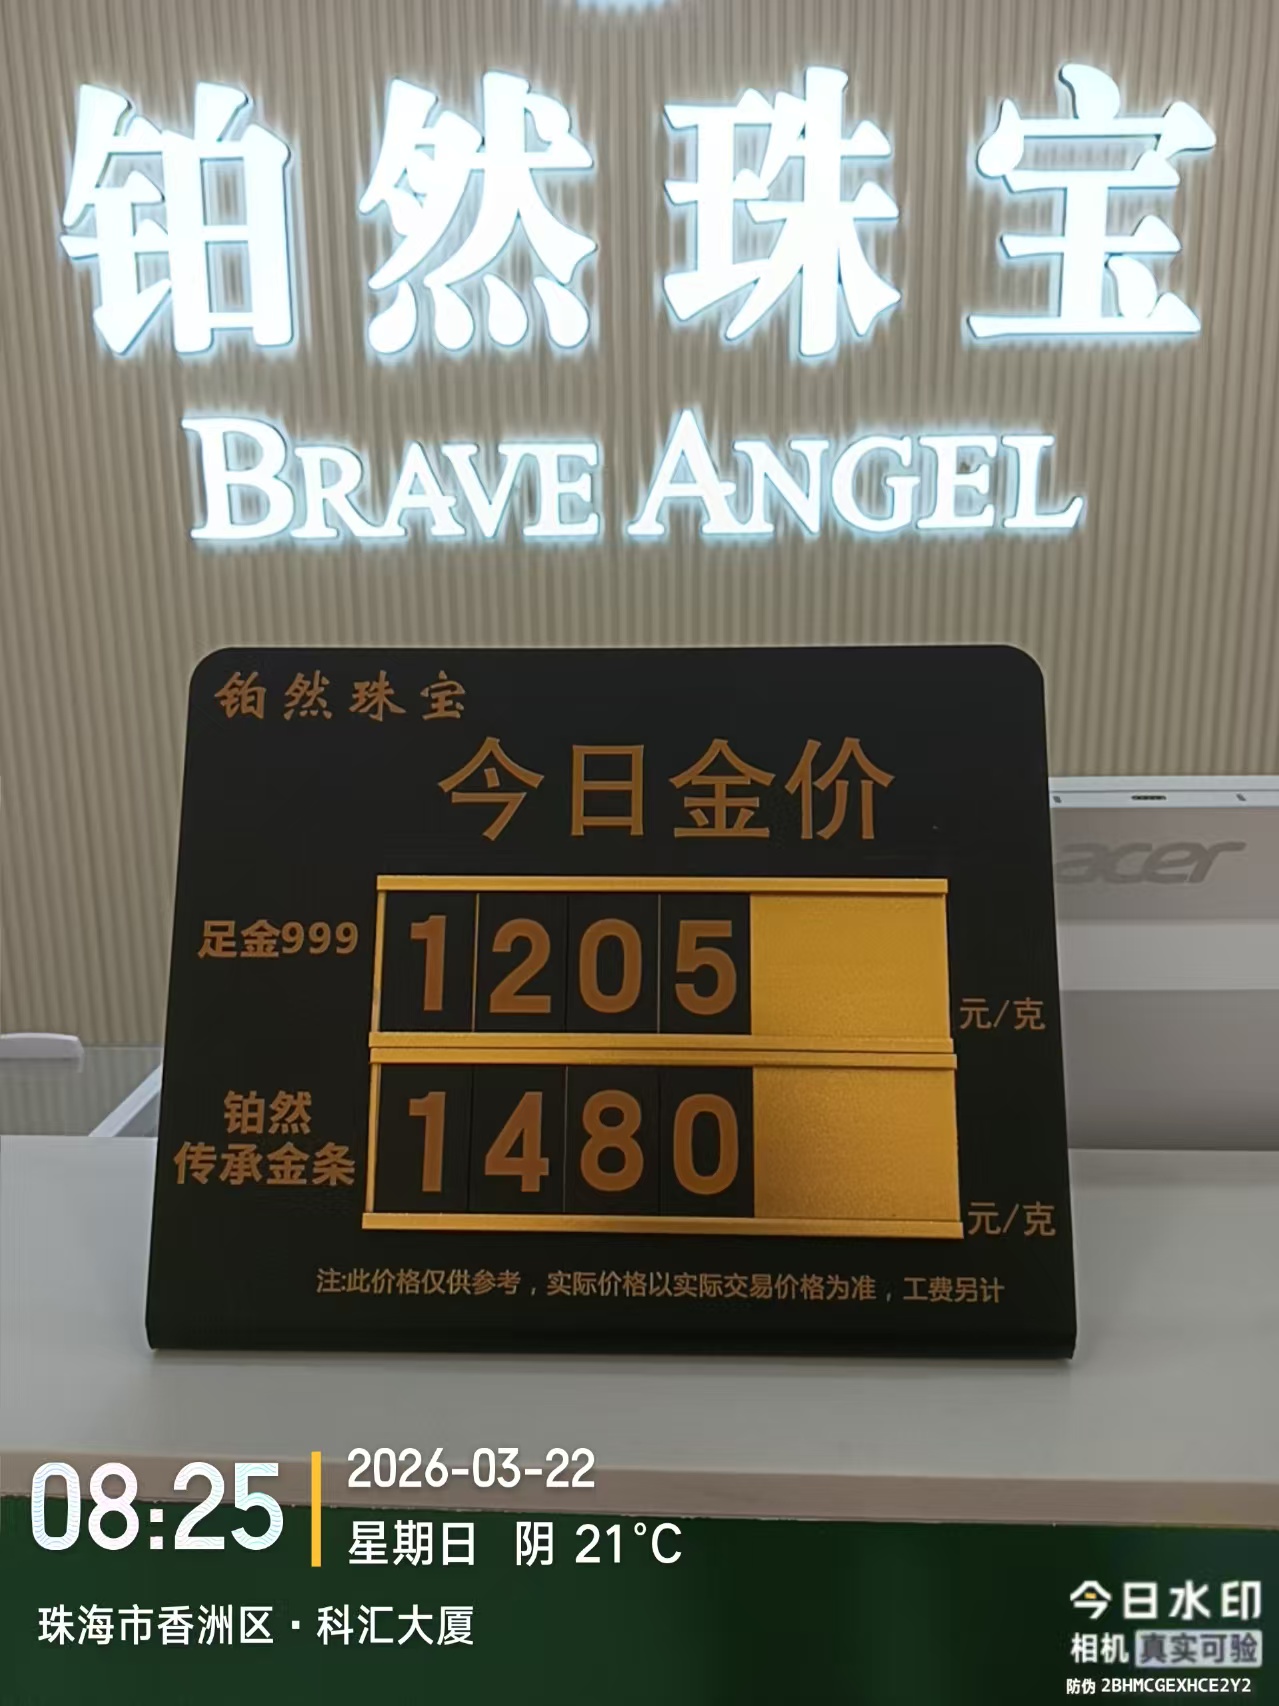 铂然珠宝
BRAVE ANGEL
铂然珠宝
今日金价
足金999 1205 元/克
铂然
传承金条 1480 元/克
注:此价格仅供参考，实际价格以实际交易价格为准，工费另计
acer
08:25
2026-03-22
星期日 阴 21°C
珠海市香洲区·科汇大厦
今日水印
相机 真实可验
防伪 2BHMCGEXHCE2Y2